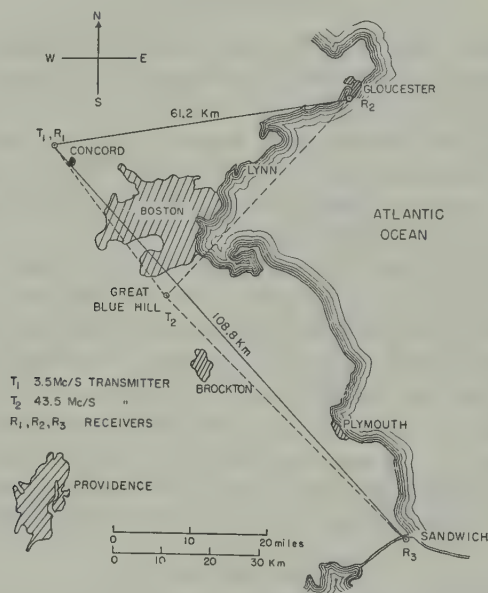 N
W E
S
GLOUCESTER
R2
61.2 Km
T1, R1
CONCORD
LYNN
BOSTON
ATLANTIC
OCEAN
GREAT
BLUE HILL
T2
108.8 Km
T1 3.5 Mc/S TRANSMITTER
T2 43.5 Mc/S "
R1, R2, R3 RECEIVERS
BROCKTON
PLYMOUTH
PROVIDENCE
SANDWICH
R3
0 10 20 miles
0 10 20 30 Km